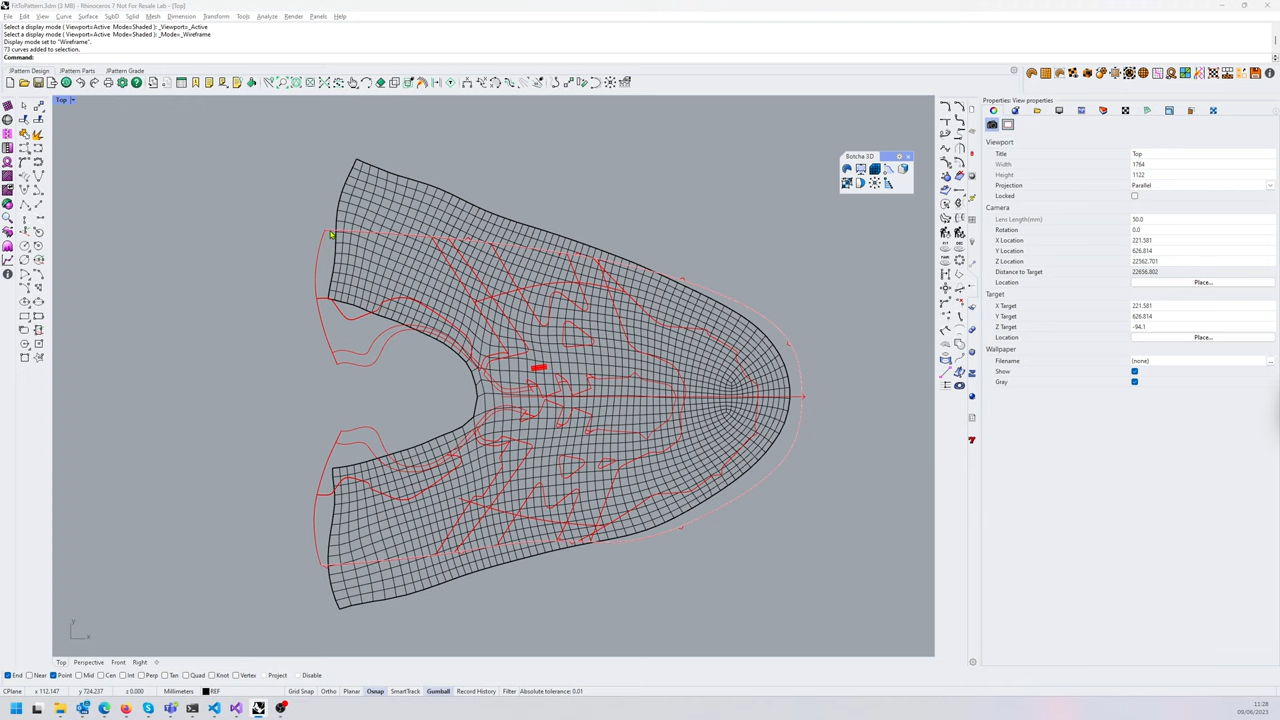 FitToPattern.3dm (3 MB) - Rhinoceros 7 Not For Resale Lab - [Top]
File Edit View Curve Surface SubD Solid Mesh Dimension Transform Tools Analyze Render Panels Help
Select a display mode ( Viewport=Active Mode=Shaded ): _Viewport=_Active
Select a display mode ( Viewport=Active Mode=Shaded ): _Mode=_Wireframe
Display mode set to "Wireframe".
73 curves added to selection.
Command:
JPattern Design JPattern Parts JPattern Grade
Top
Botcha 3D
y
x
Properties: View properties
Viewport
Title Top
Width 1764
Height 1122
Projection Parallel
Locked
Camera
Lens Length(mm) 50.0
Rotation 0.0
X Location 221.581
Y Location 626.814
Z Location 22562.701
Distance to Target 22656.802
Location Place...
Target
X Target 221.581
Y Target 626.814
Z Target -94.1
Location Place...
Wallpaper
Filename (none) ...
Show
Gray
Top Perspective Front Right
End Near Point Mid Cen Int Perp Tan Quad Knot Vertex Project Disable
CPlane x 112.147 y 724.237 z 0.000 Millimeters REF Grid Snap Ortho Planar Osnap SmartTrack Gumball Record History Filter Absolute tolerance: 0.01
11:28
09/06/2023